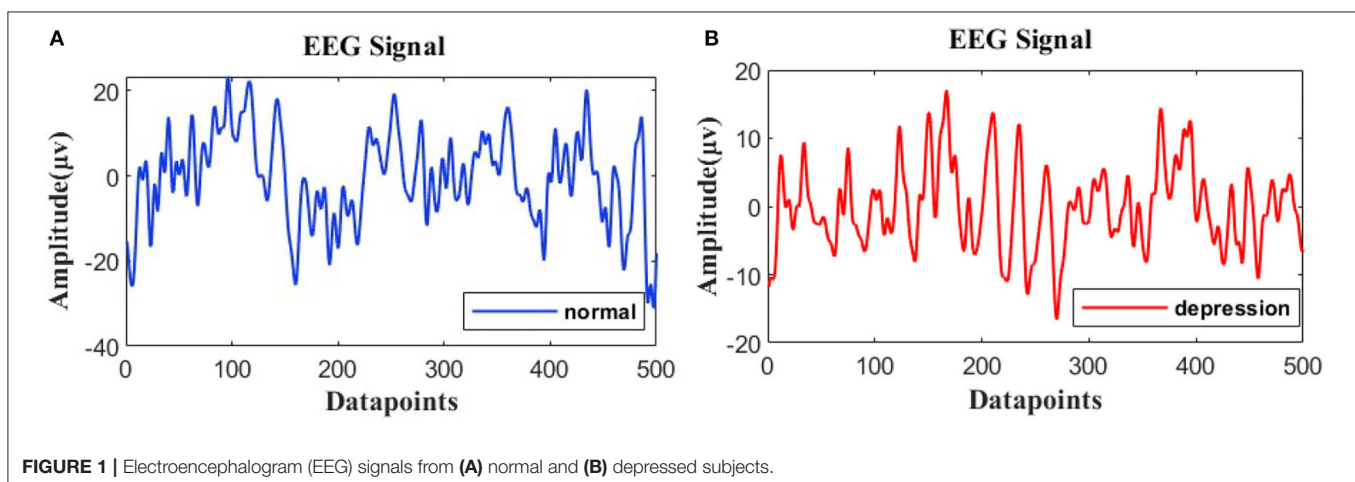 A
EEG Signal
Amplitude(μv)
20
0
-20
-40
0
100
200
300
400
500
normal
Datapoints
B
EEG Signal
Amplitude(μv)
20
10
0
-10
-20
0
100
200
300
400
500
depression
Datapoints
FIGURE 1 | Electroencephalogram (EEG) signals from (A) normal and (B) depressed subjects.